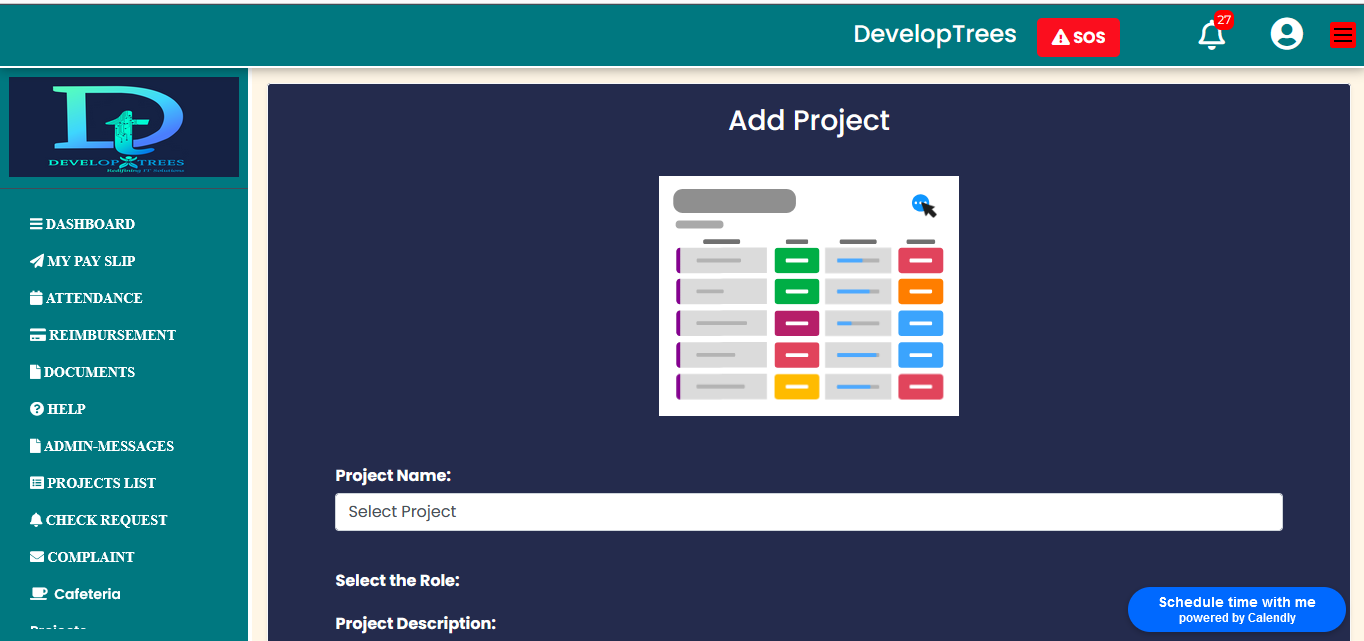 DevelopTrees
SOS
27
DEVELOP TREES
Redefining IT Solutions
DASHBOARD
MY PAY SLIP
ATTENDANCE
REIMBURSEMENT
DOCUMENTS
HELP
ADMIN-MESSAGES
PROJECTS LIST
CHECK REQUEST
COMPLAINT
Cafeteria
Projects
Add Project
Project Name:
Select Project
Select the Role:
Project Description:
Schedule time with me
powered by Calendly